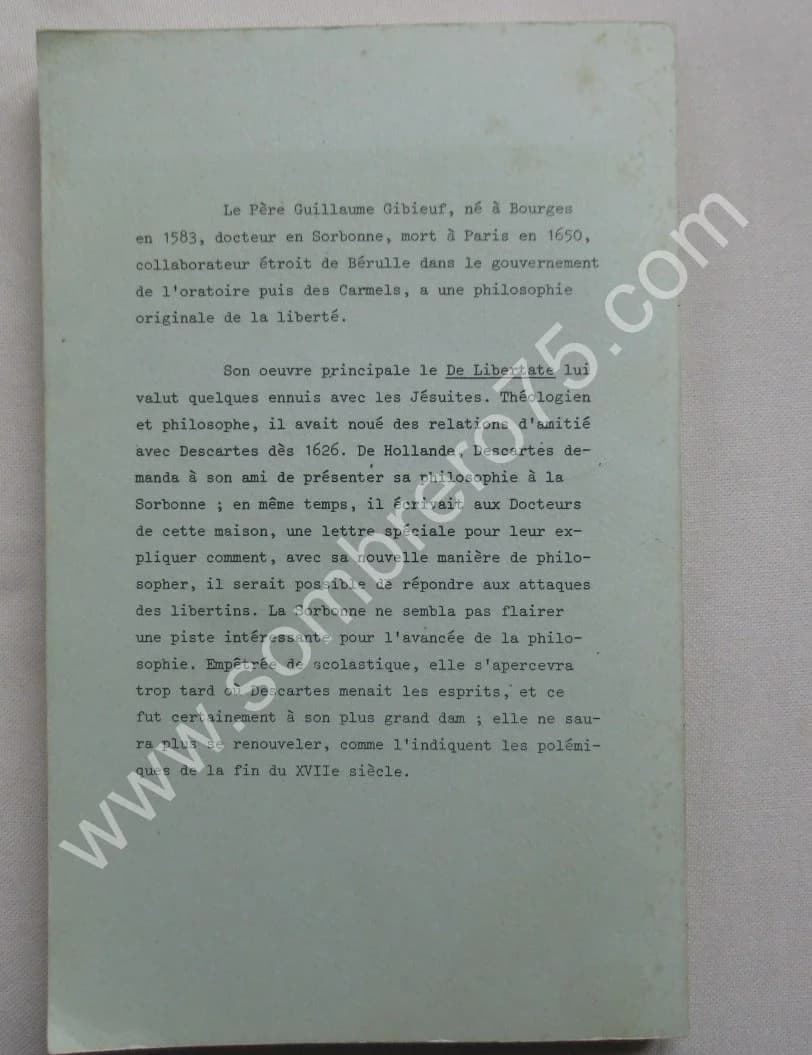 Le Père Guillaume Gibieuf, né à Bourges
en 1583, docteur en Sorbonne, mort à Paris en 1650,
collaborateur étroit de Bérulle dans le gouvernement
de l'oratoire puis des Carmels, a une philosophie
originale de la liberté.
Son oeuvre principale le De Libertate lui
valut quelques ennuis avec les Jésuites. Théologien
et philosophe, il avait noué des relations d'amitié
avec Descartes dès 1626. De Hollande, Descartes de-
manda à son ami de présenter sa philosophie à la
Sorbonne ; en même temps, il écrivait aux Docteurs
de cette maison, une lettre spéciale pour leur ex-
pliquer comment, avec sa nouvelle manière de philo-
sopher, il serait possible de répondre aux attaques
des libertins. La Sorbonne ne sembla pas flairer
une piste intéressante pour l'avancée de la philo-
sophie. Empêtrée de scolastique, elle s'apercevra
trop tard où Descartes menait les esprits, et ce
fut certainement à son plus grand dam ; elle ne sau-
ra plus se renouveler, comme l'indiquent les polémi-
ques de la fin du XVIIe siècle.
www.sombrero75.com